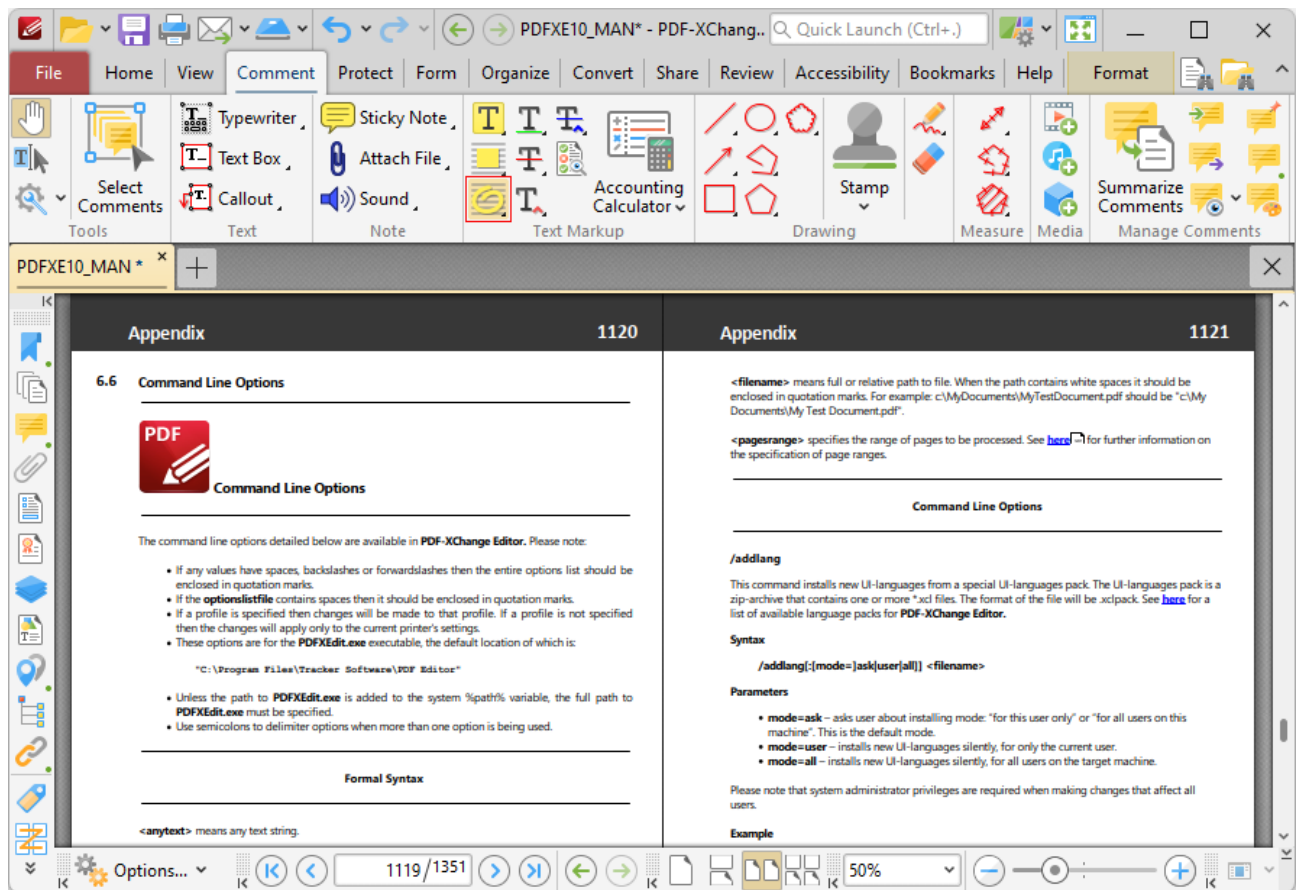 PDFXE10_MAN* - PDF-XChang.. Quick Launch (Ctrl+.)
File Home View Comment Protect Form Organize Convert Share Review Accessibility Bookmarks Help Format
Typewriter
Text Box
Callout
Sticky Note
Attach File
Sound
Select
Comments
Accounting
Calculator
Stamp
Summarize
Comments
Tools Text Note Text Markup Drawing Measure Media Manage Comments
PDFXE10_MAN *
Appendix 1120
6.6 Command Line Options
PDF
Command Line Options
The command line options detailed below are available in PDF-XChange Editor. Please note:
• If any values have spaces, backslashes or forwardslashes then the entire options list should be
enclosed in quotation marks.
• If the optionslistfile contains spaces then it should be enclosed in quotation marks.
• If a profile is specified then changes will be made to that profile. If a profile is not specified
then the changes will apply only to the current printer's settings.
• These options are for the PDFXEdit.exe executable, the default location of which is:
"C:\Program Files\Tracker Software\PDF Editor"
• Unless the path to PDFXEdit.exe is added to the system %path% variable, the full path to
PDFXEdit.exe must be specified.
• Use semicolons to delimiter options when more than one option is being used.
Formal Syntax
<anytext> means any text string.
Appendix 1121
<filename> means full or relative path to file. When the path contains white spaces it should be
enclosed in quotation marks. For example: c:\MyDocuments\MyTestDocument.pdf should be "c:\My
Documents\My Test Document.pdf".
<pagesrange> specifies the range of pages to be processed. See here for further information on
the specification of page ranges.
Command Line Options
/addlang
This command installs new UI-languages from a special UI-languages pack. The UI-languages pack is a
zip-archive that contains one or more *.xcl files. The format of the file will be .xclpack. See here for a
list of available language packs for PDF-XChange Editor.
Syntax
/addlang[:[mode=]ask|user|all)] <filename>
Parameters
• mode=ask – asks user about installing mode: "for this user only" or "for all users on this
machine". This is the default mode.
• mode=user – installs new UI-languages silently, for only the current user.
• mode=all – installs new UI-languages silently, for all users on the target machine.
Please note that system administrator privileges are required when making changes that affect all
users.
Example
Options... 1119/1351 50%